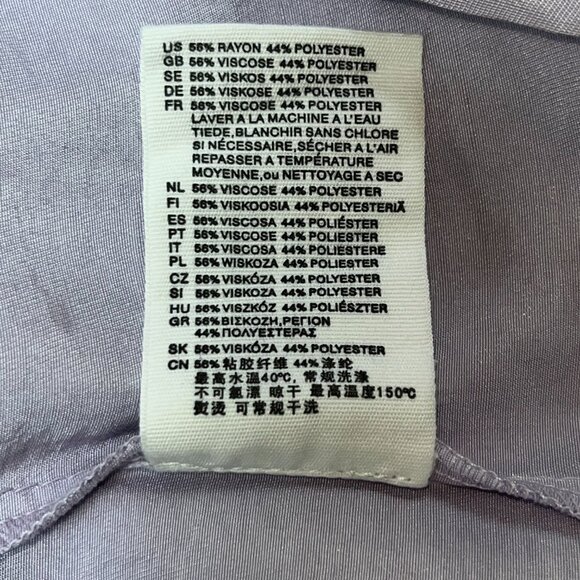 US 56% RAYON 44% POLYESTER
GB 56% VISCOSE 44% POLYESTER
SE 56% VISKOS 44% POLYESTER
DE 56% VISKOSE 44% POLYESTER
FR 56% VISCOSE 44% POLYESTER
LAVER A LA MACHINE A L'EAU
TIEDE,BLANCHIR SANS CHLORE
SI NÉCESSAIRE,SÉCHER A L'AIR
REPASSER A TEMPÉRATURE
MOYENNE,ou NETTOYAGE A SEC
NL 56% VISCOSE 44% POLYESTER
FI 56% VISKOOSIA 44% POLYESTERIÄ
ES 56% VISCOSA 44% POLIÉSTER
PT 56% VISCOSE 44% POLIÉSTER
IT 56% VISCOSA 44% POLIESTERE
PL 56% WISKOZA 44% POLIESTER
CZ 56% VISKÓZA 44% POLYESTER
SI 56% VISKÓZA 44% POLYESTER
HU 56% VISZKÓZ 44% POLIÉSZTER
GR 56% ΒΙΣΚΟΖΗ,ΡΕΓΙΟΝ
44% ΠΟΛΥΕΣΤΕΡΑΣ
SK 56% VISKÓZA 44% POLYESTER
CN 56% 粘胶纤维 44% 涤纶
最高水温40℃, 常规洗涤
不可氯漂 晾干 最高温度150℃
熨烫 可常规干洗